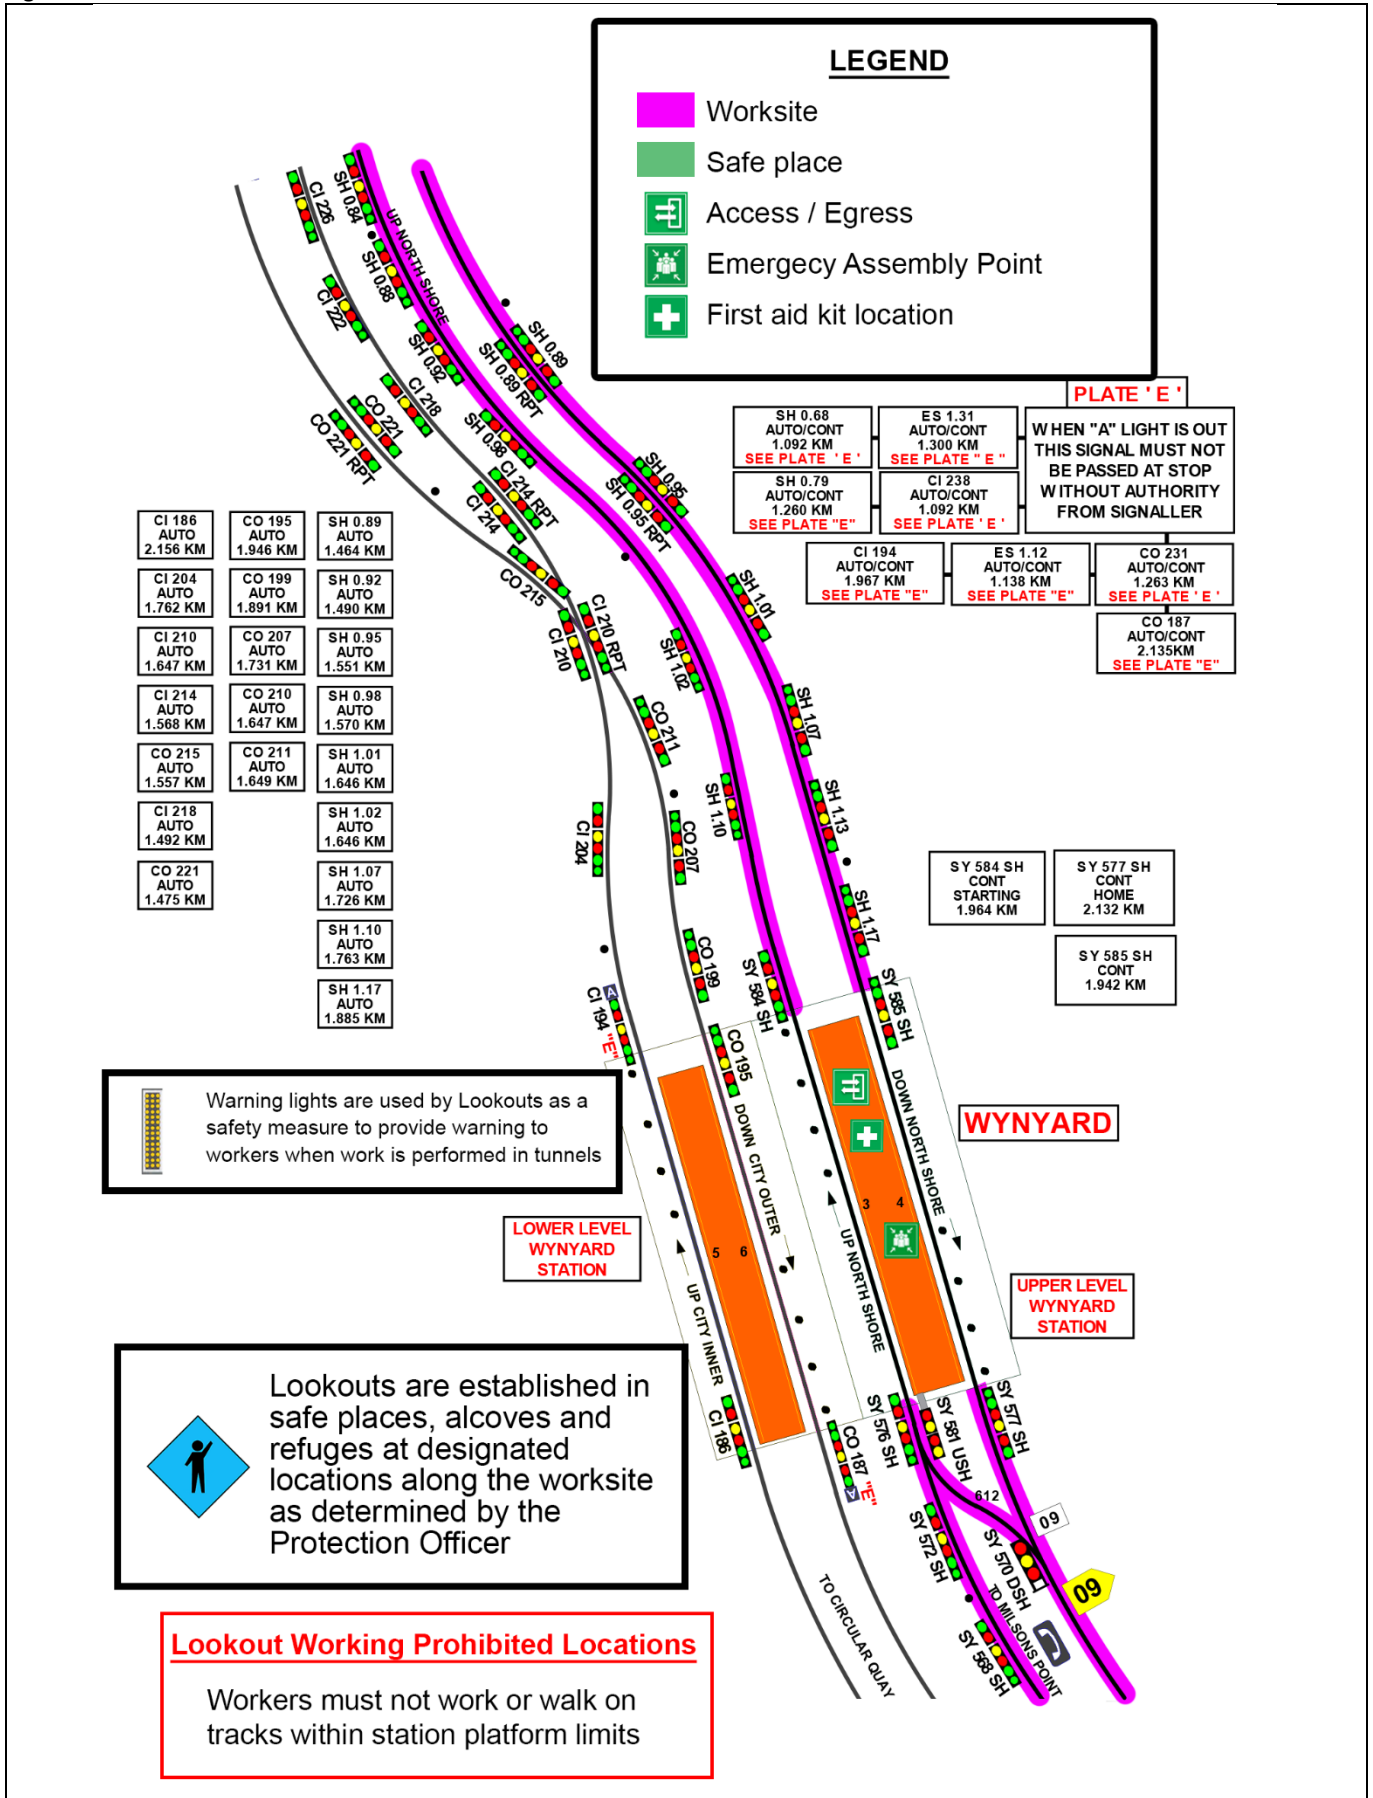 LEGEND
Worksite
Safe place
Access / Egress
Emergecy Assembly Point
First aid kit location
CI 226
SH 0.84
UP NORTH SHORE
SH 0.88
CI 222
SH 0.92
SH 0.89
SH 0.89 RPT
CI 218
CO 221
CO 221 RPT
SH 0.98
CI 214 RPT
CI 214
SH 0.95
SH 0.95 RPT
CO 215
CI 210 RPT
CI 210
SH 1.01
SH 1.02
CO 211
SH 1.07
SH 1.10
SH 1.13
CI 204
CO 207
SH 1.17
CO 199
SY 584 SH
SY 585 SH
A
CI 194 "E"
CO 195
PLATE ' E '
WHEN "A" LIGHT IS OUT
THIS SIGNAL MUST NOT
BE PASSED AT STOP
WITHOUT AUTHORITY
FROM SIGNALLER
SH 0.68
AUTO/CONT
1.092 KM
SEE PLATE ' E '
ES 1.31
AUTO/CONT
1.300 KM
SEE PLATE " E "
SH 0.79
AUTO/CONT
1.260 KM
SEE PLATE "E"
CI 238
AUTO/CONT
1.092 KM
SEE PLATE ' E '
CI 194
AUTO/CONT
1.967 KM
SEE PLATE "E"
ES 1.12
AUTO/CONT
1.138 KM
SEE PLATE "E"
CO 231
AUTO/CONT
1.263 KM
SEE PLATE ' E '
CO 187
AUTO/CONT
2.135KM
SEE PLATE "E"
CI 186
AUTO
2.156 KM
CI 204
AUTO
1.762 KM
CI 210
AUTO
1.647 KM
CI 214
AUTO
1.568 KM
CO 215
AUTO
1.557 KM
CI 218
AUTO
1.492 KM
CO 221
AUTO
1.475 KM
CO 195
AUTO
1.946 KM
CO 199
AUTO
1.891 KM
CO 207
AUTO
1.731 KM
CO 210
AUTO
1.647 KM
CO 211
AUTO
1.649 KM
SH 0.89
AUTO
1.464 KM
SH 0.92
AUTO
1.490 KM
SH 0.95
AUTO
1.551 KM
SH 0.98
AUTO
1.570 KM
SH 1.01
AUTO
1.646 KM
SH 1.02
AUTO
1.646 KM
SH 1.07
AUTO
1.726 KM
SH 1.10
AUTO
1.763 KM
SH 1.17
AUTO
1.885 KM
SY 584 SH
CONT
STARTING
1.964 KM
SY 577 SH
CONT
HOME
2.132 KM
SY 585 SH
CONT
1.942 KM
Warning lights are used by Lookouts as a
safety measure to provide warning to
workers when work is performed in tunnels
WYNYARD
DOWN CITY OUTER
DOWN NORTH SHORE
3 4
5 6
UP NORTH SHORE
UP CITY INNER
LOWER LEVEL
WYNYARD
STATION
UPPER LEVEL
WYNYARD
STATION
Lookouts are established in
safe places, alcoves and
refuges at designated
locations along the worksite
as determined by the
Protection Officer
CI 186
CO 187 "E"
A
SY 576 SH
SY 581 USH
SY 577 SH
612
09
SY 572 SH
SY 570 DSH
09
TO MILSONS POINT
SY 568 SH
TO CIRCULAR QUAY
Lookout Working Prohibited Locations
Workers must not work or walk on
tracks within station platform limits